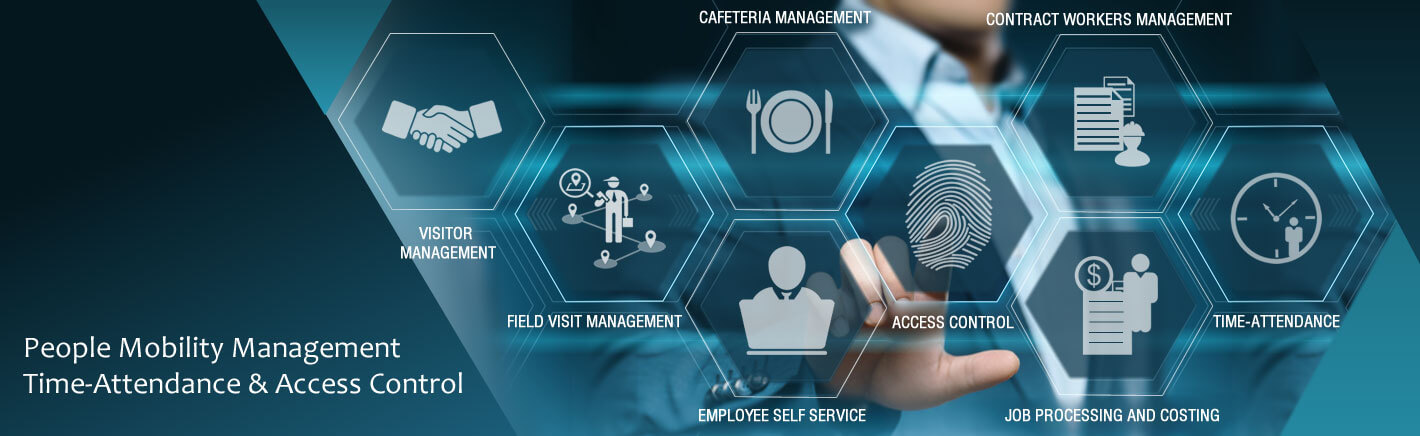 CAFETERIA MANAGEMENT
CONTRACT WORKERS MANAGEMENT
VISITOR
MANAGEMENT
FIELD VISIT MANAGEMENT
ACCESS CONTROL
TIME-ATTENDANCE
People Mobility Management
Time-Attendance & Access Control
EMPLOYEE SELF SERVICE
JOB PROCESSING AND COSTING
$